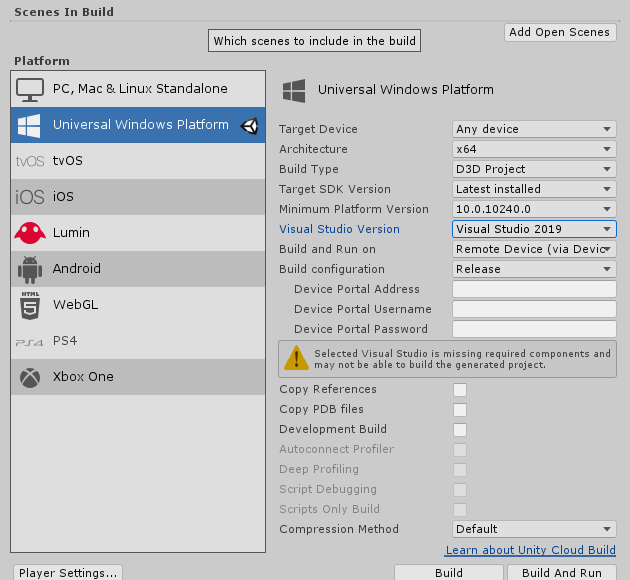 Scenes In Build
Add Open Scenes
Which scenes to include in the build
Platform
PC, Mac & Linux Standalone
Universal Windows Platform
tvOS tvOS
iOS iOS
Lumin
Android
HTML 5 WebGL
PS4 PS4
Xbox One
Universal Windows Platform
Target Device Any device
Architecture x64
Build Type D3D Project
Target SDK Version Latest installed
Minimum Platform Version 10.0.10240.0
Visual Studio Version Visual Studio 2019
Build and Run on Remote Device (via Devic
Build configuration Release
Device Portal Address
Device Portal Username
Device Portal Password
Selected Visual Studio is missing required components and
may not be able to build the generated project.
Copy References
Copy PDB files
Development Build
Autoconnect Profiler
Deep Profiling
Script Debugging
Scripts Only Build
Compression Method Default
Learn about Unity Cloud Build
Player Settings... Build Build And Run